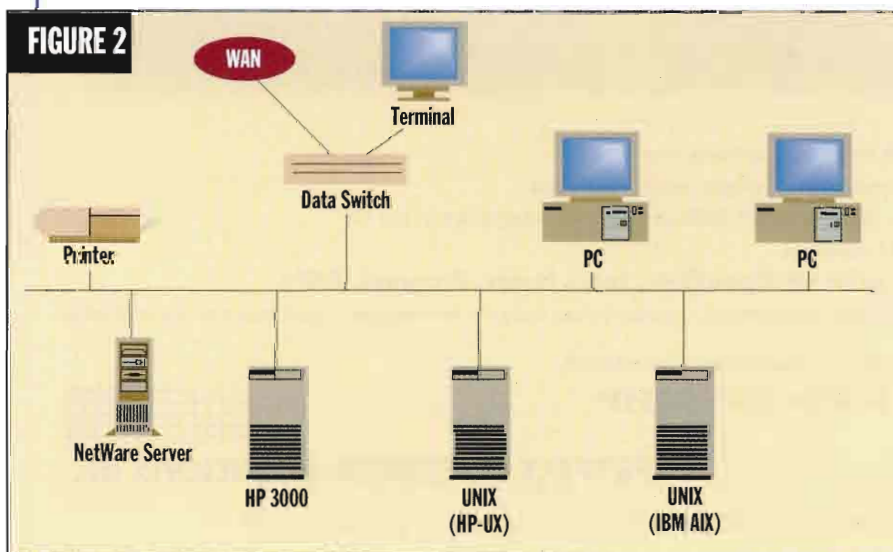 FIGURE 2
WAN
Terminal
Data Switch
Printer
PC
PC
NetWare Server
HP 3000
UNIX
(HP-UX)
UNIX
(IBM AIX)